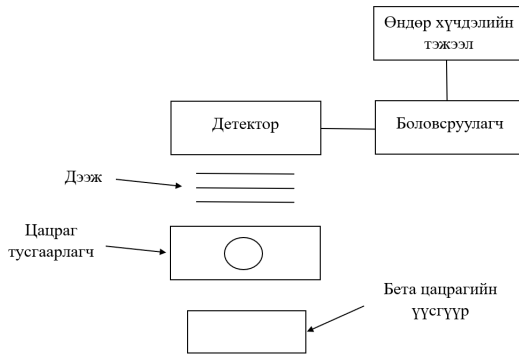 Өндөр хүчдэлийн
тэжээл
Детектор
Боловсруулагч
Дээж
Цацраг
тусгаарлагч
Бета цацрагийн
үүсгүүр